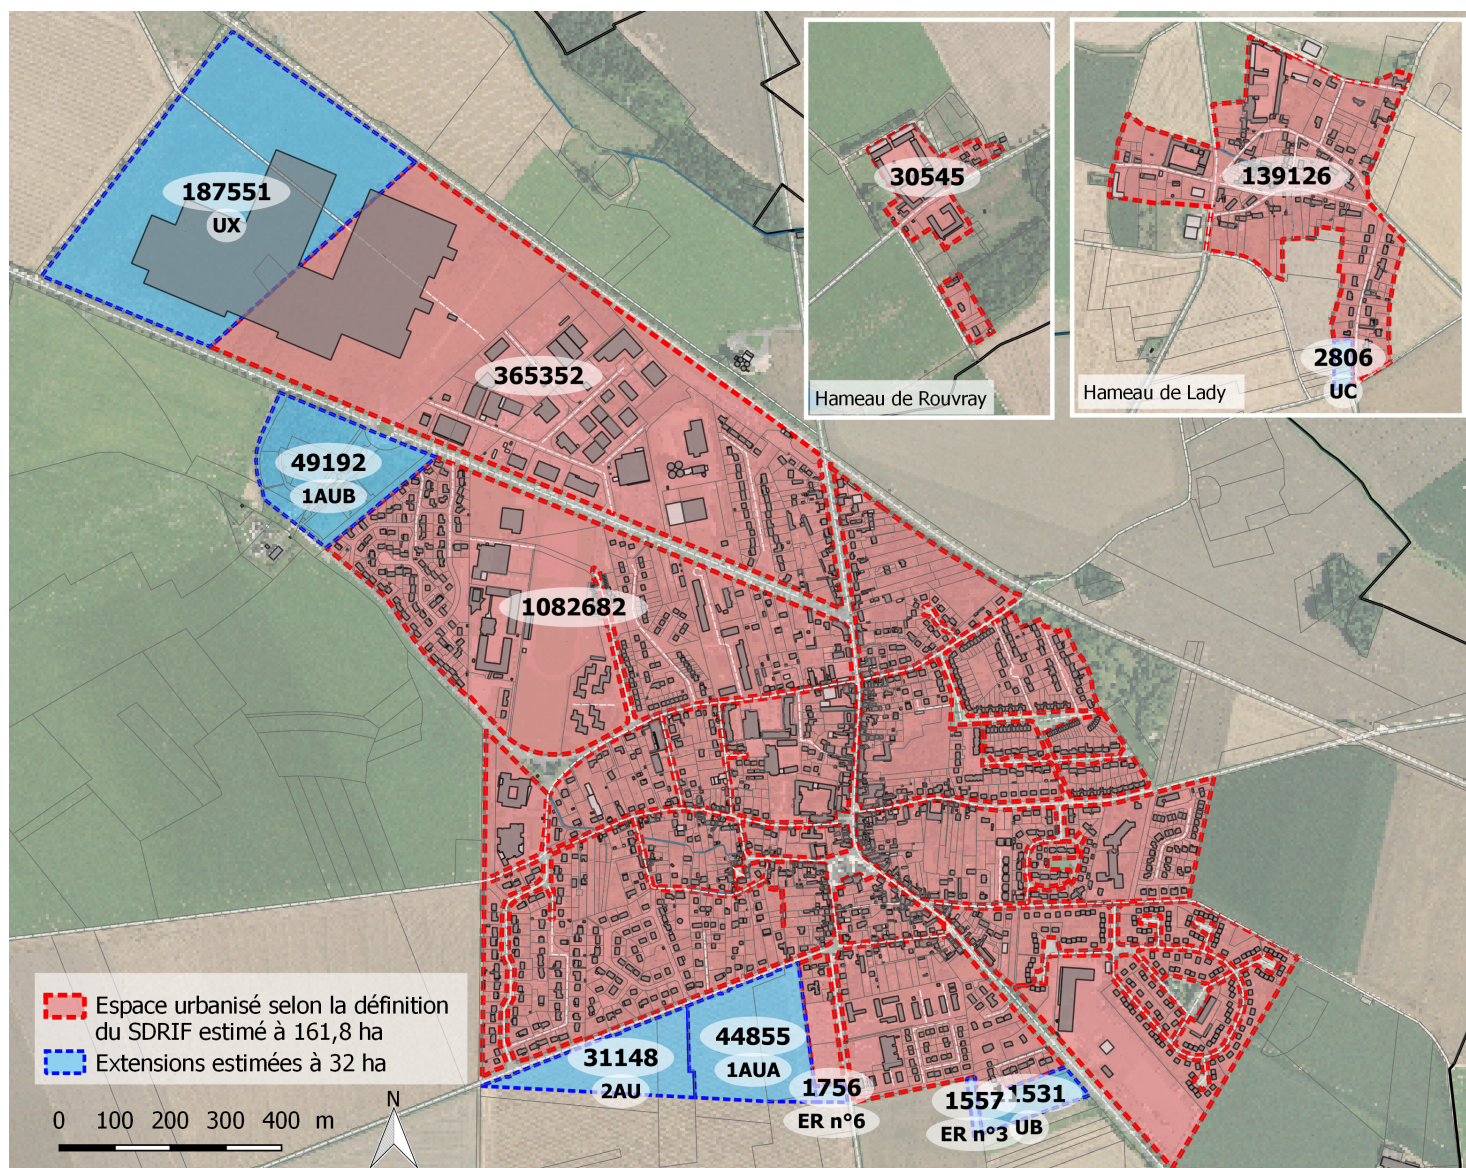 187551
UX
30545
Hameau de Rouvray
139126
2806
UC
Hameau de Lady
365352
49192
1AUB
1082682
31148
2AU
44855
1AUA
1756
ER n°6
1557
ER n°3
11531
UB
Espace urbanisé selon la définition
du SDRIF estimé à 161,8 ha
Extensions estimées à 32 ha
0 100 200 300 400 m
N